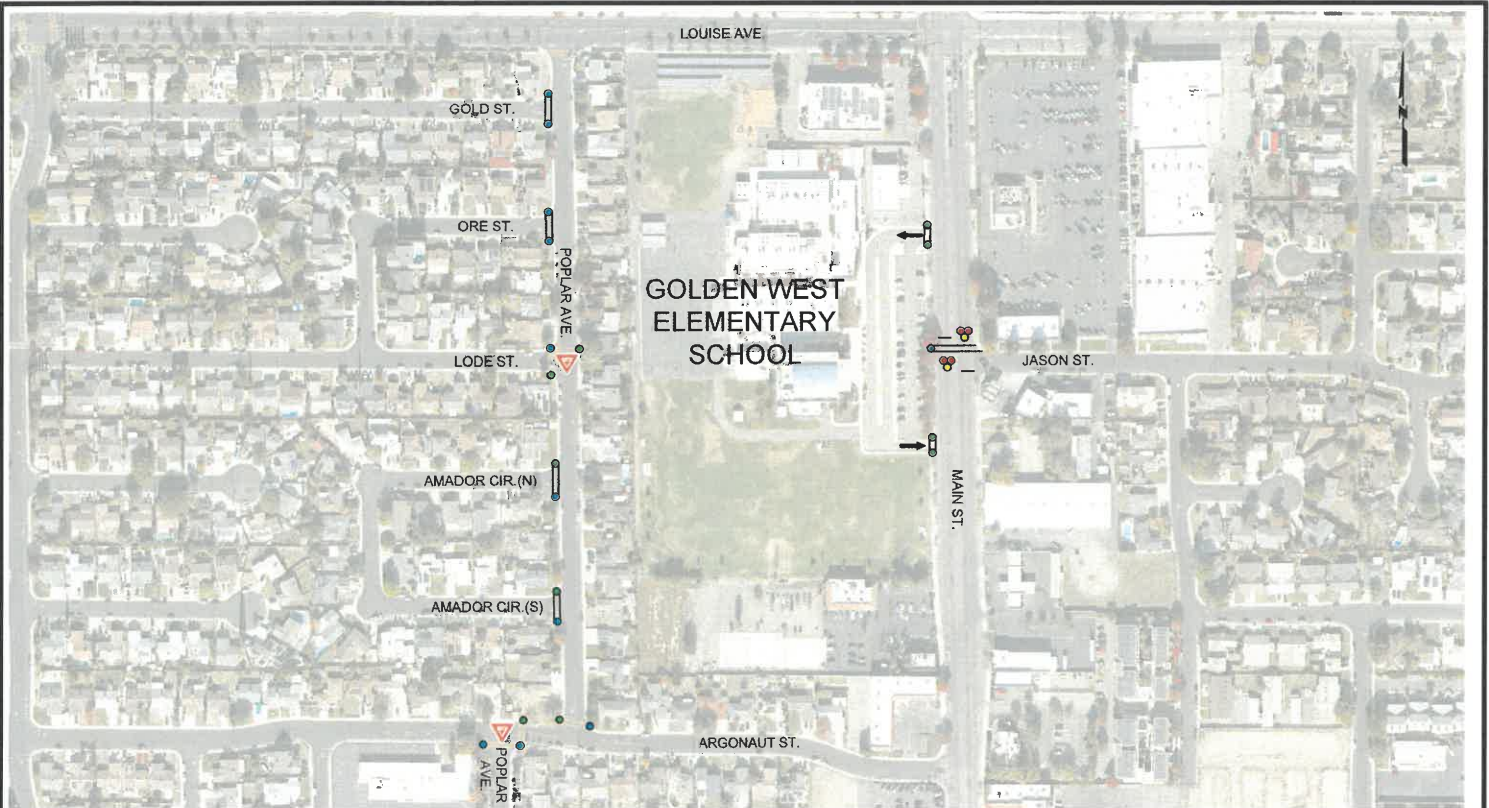 LOUISE AVE
GOLD ST.
ORE ST.
POPLAR AVE.
GOLDEN WEST
ELEMENTARY
SCHOOL
LODE ST.
JASON ST.
AMADOR CIR.(N)
MAIN ST.
AMADOR CIR.(S)
ARGONAUT ST.
POPLAR
AVE.
N